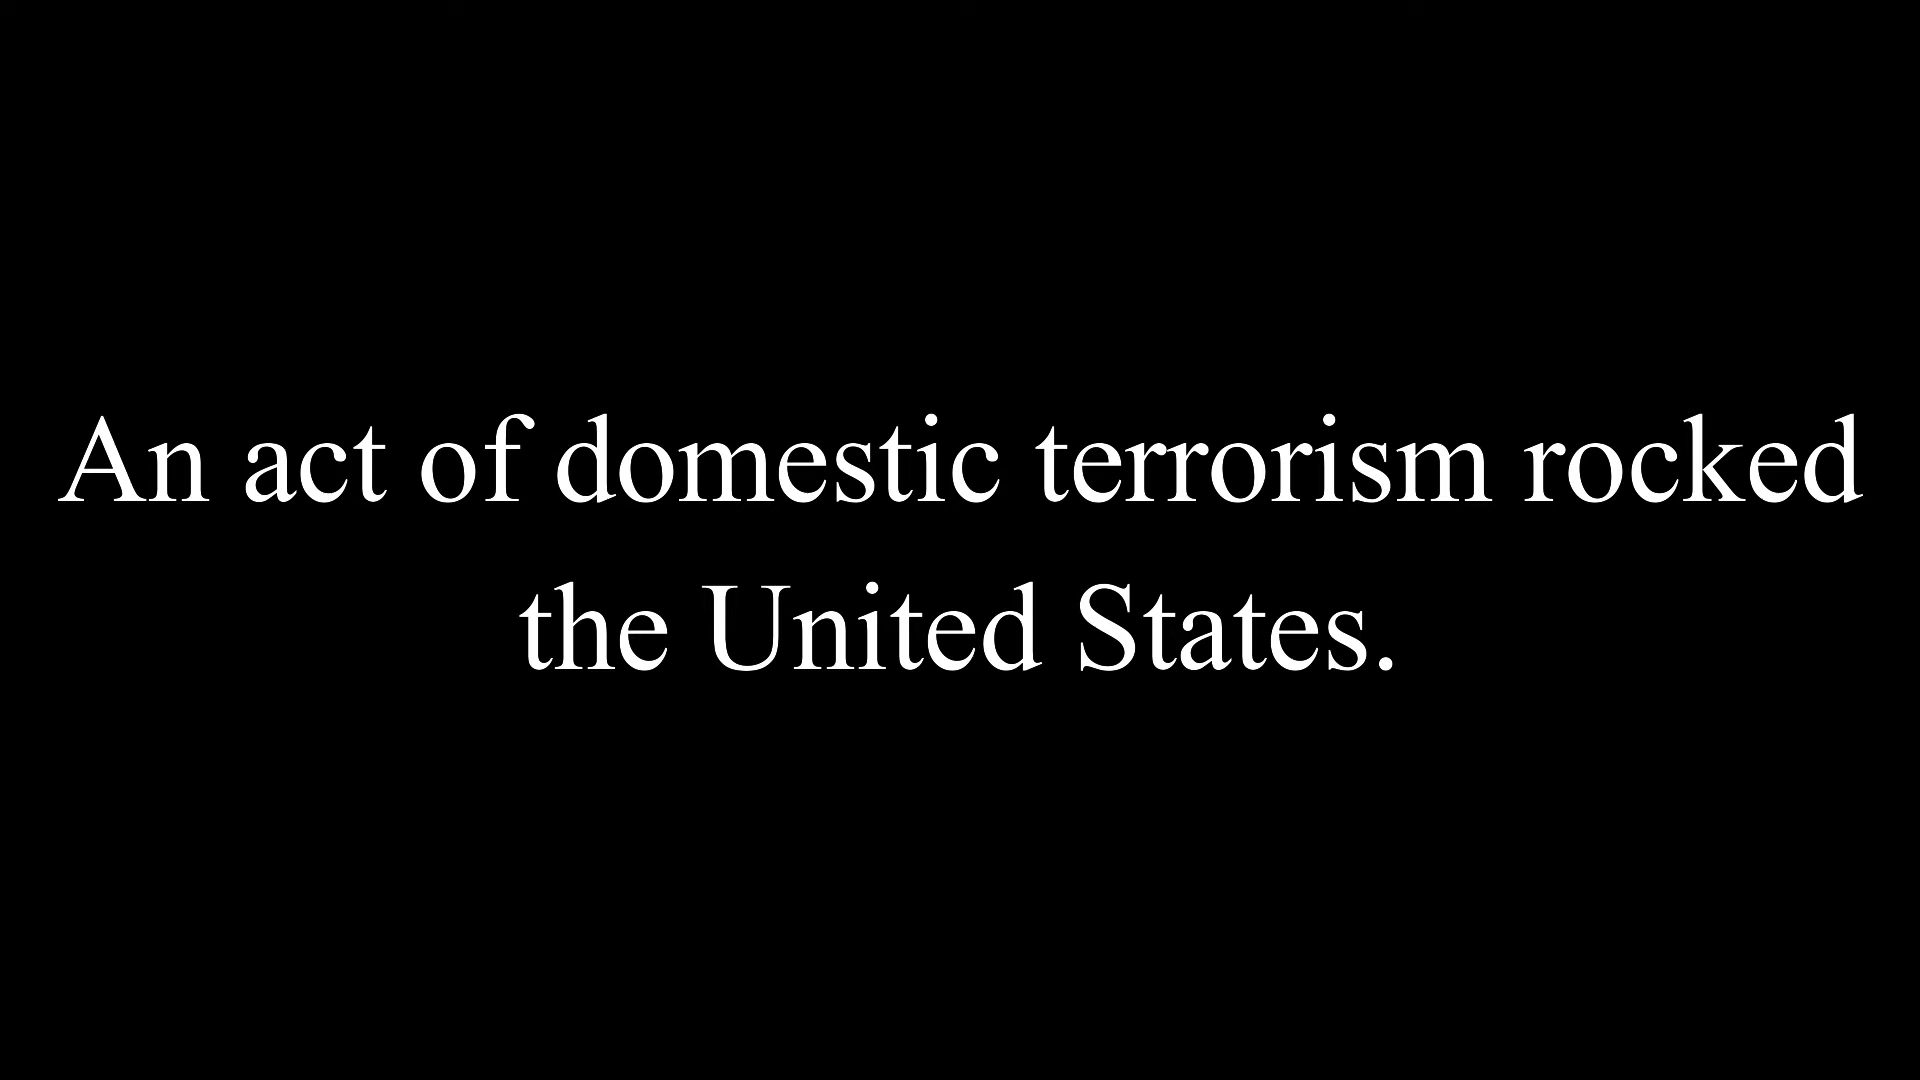 An act of domestic terrorism rocked
the United States.